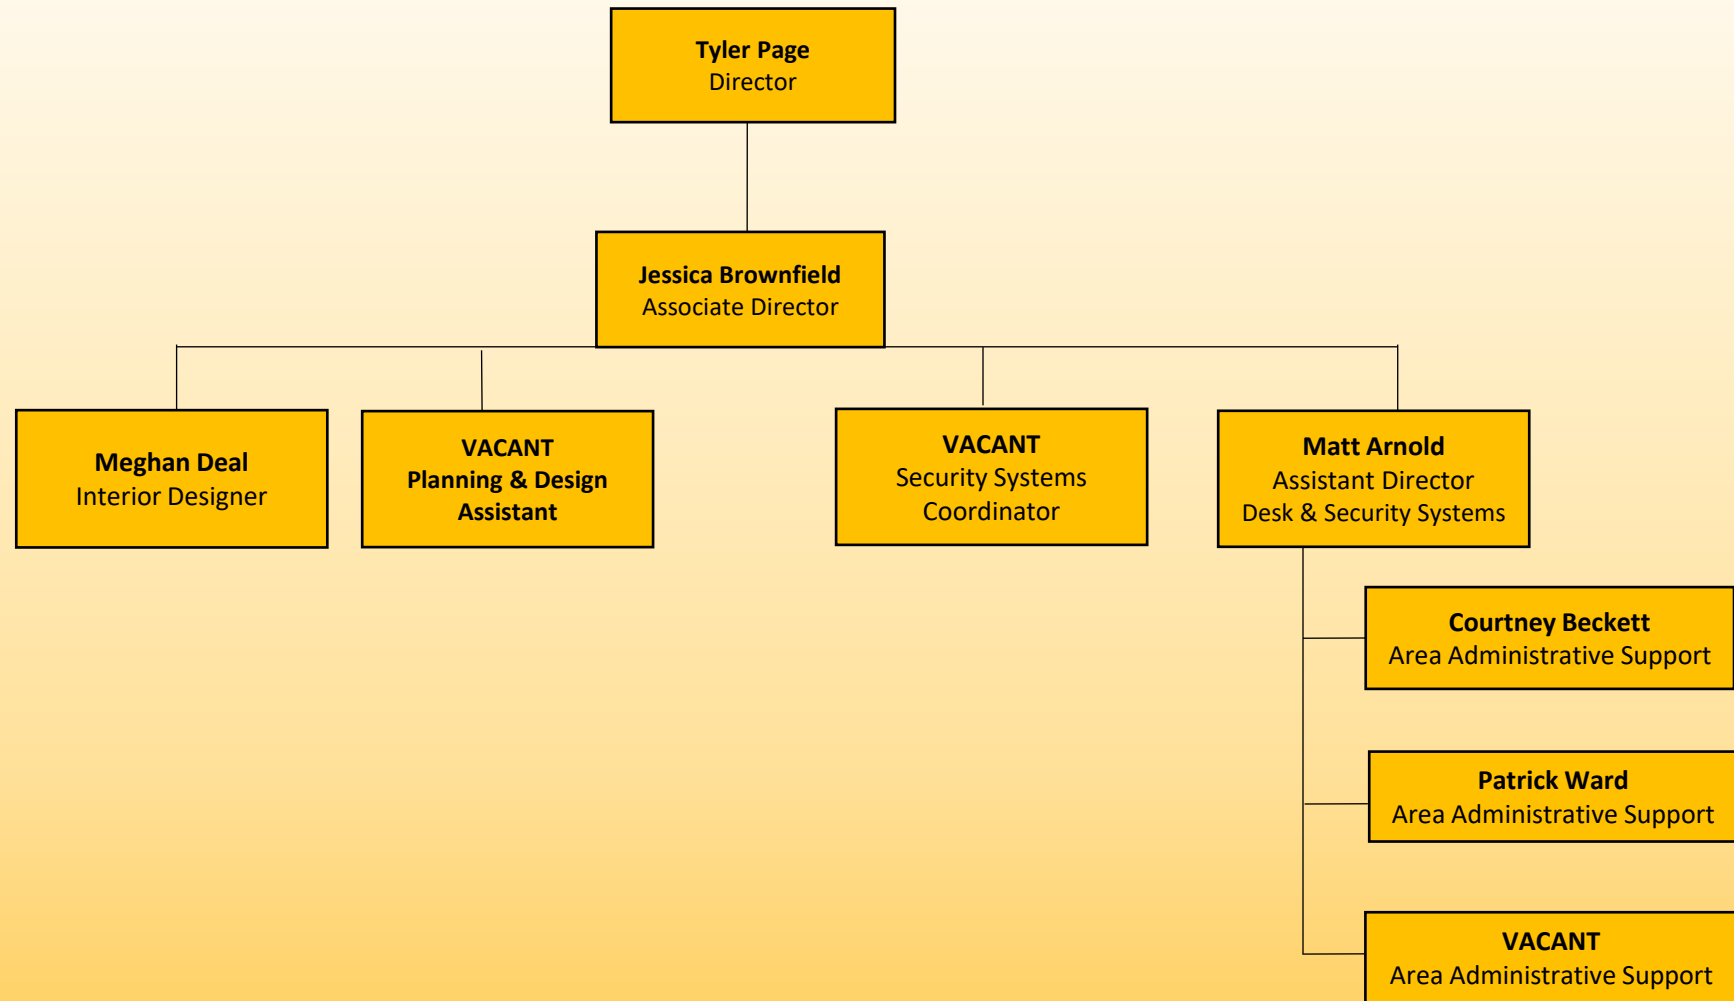 Tyler Page
Director
Jessica Brownfield
Associate Director
Meghan Deal
Interior Designer
VACANT
Planning & Design
Assistant
VACANT
Security Systems
Coordinator
Matt Arnold
Assistant Director
Desk & Security Systems
Courtney Beckett
Area Administrative Support
Patrick Ward
Area Administrative Support
VACANT
Area Administrative Support